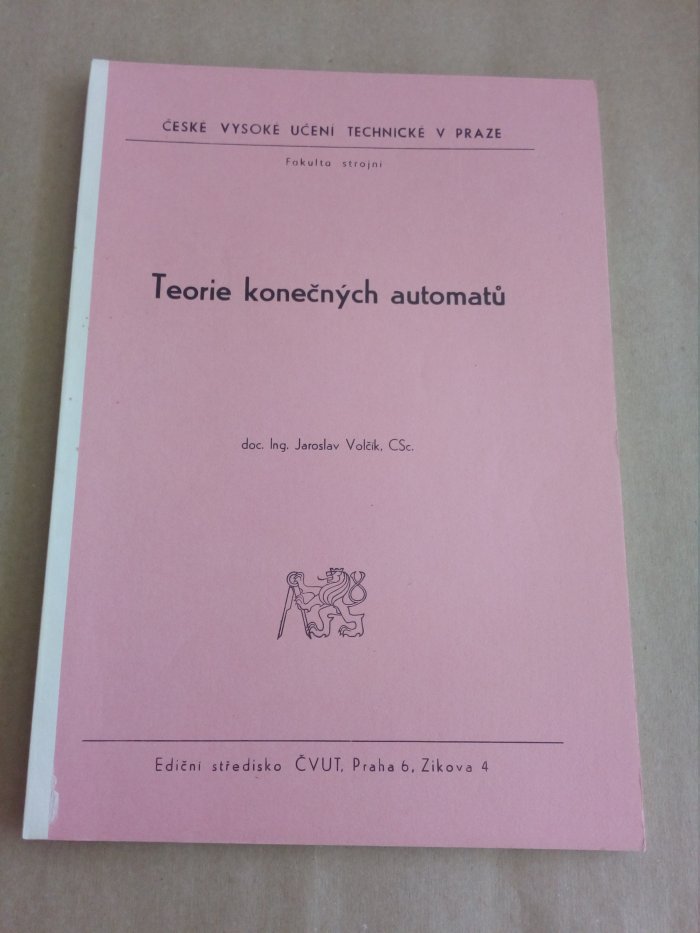 ČESKÉ VYSOKÉ UČENÍ TECHNICKÉ V PRAZE
Fakulta strojní
Teorie konečných automatů
doc. Ing. Jaroslav Volčík, CSc.
Ediční středisko ČVUT, Praha 6, Zikova 4